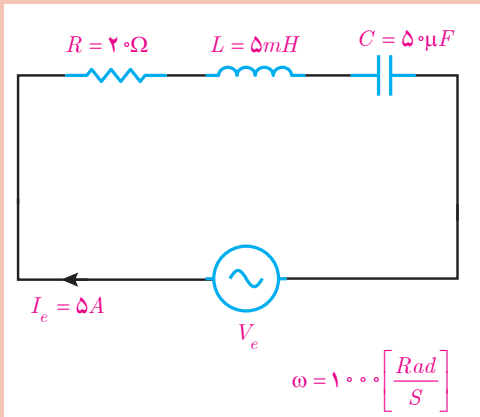 R = ۲۰Ω
L = ۵mH
C = ۵۰μF
I_e = ۵A
V_e
ω = ۱۰۰۰[Rad/S]